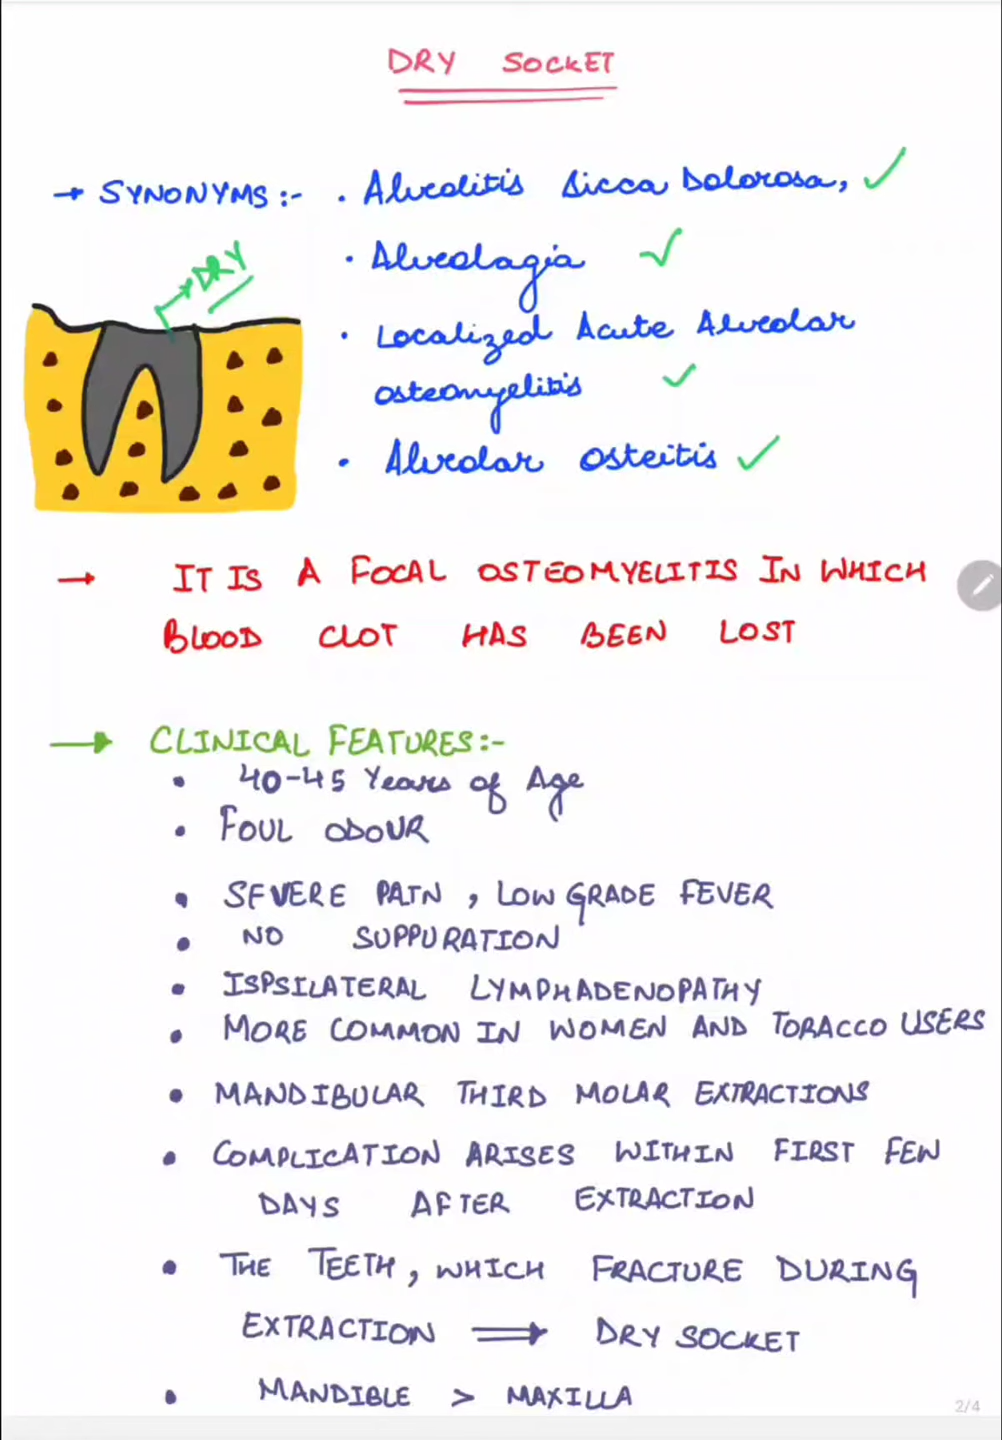 DRY SOCKET
→ SYNONYMS:- • Alveolitis Sicca Dolorosa, ✓
→ DRY
• Alveolagia ✓
• Localized Acute Alveolar
osteomyelitis ✓
• Alveolar osteitis ✓
→ IT IS A FOCAL OSTEOMYELITIS IN WHICH
BLOOD CLOT HAS BEEN LOST
→ CLINICAL FEATURES:-
• 40-45 Years of Age
• FOUL ODOUR
• SEVERE PAIN, LOW GRADE FEVER
• NO SUPPURATION
• ISPSILATERAL LYMPHADENOPATHY
• MORE COMMON IN WOMEN AND TOBACCO USERS
• MANDIBULAR THIRD MOLAR EXTRACTIONS
• COMPLICATION ARISES WITHIN FIRST FEW
DAYS AFTER EXTRACTION
• THE TEETH, WHICH FRACTURE DURING
EXTRACTION ⟹ DRY SOCKET
• MANDIBLE > MAXILLA
2/4